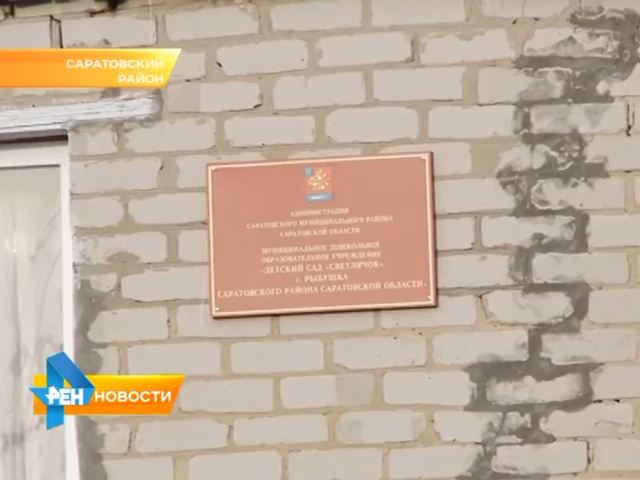 САРАТОВСКИЙ
РАЙОН
АДМИНИСТРАЦИЯ
САРАТОВСКОГО МУНИЦИПАЛЬНОГО РАЙОНА
САРАТОВСКОЙ ОБЛАСТИ
МУНИЦИПАЛЬНОЕ ДОШКОЛЬНОЕ
ОБРАЗОВАТЕЛЬНОЕ УЧРЕЖДЕНИЕ
«ДЕТСКИЙ САД «СВЕТЛЯЧОК»
с. РЫБУШКА
САРАТОВСКОГО РАЙОНА САРАТОВСКОЙ ОБЛАСТИ»
РЕН НОВОСТИ